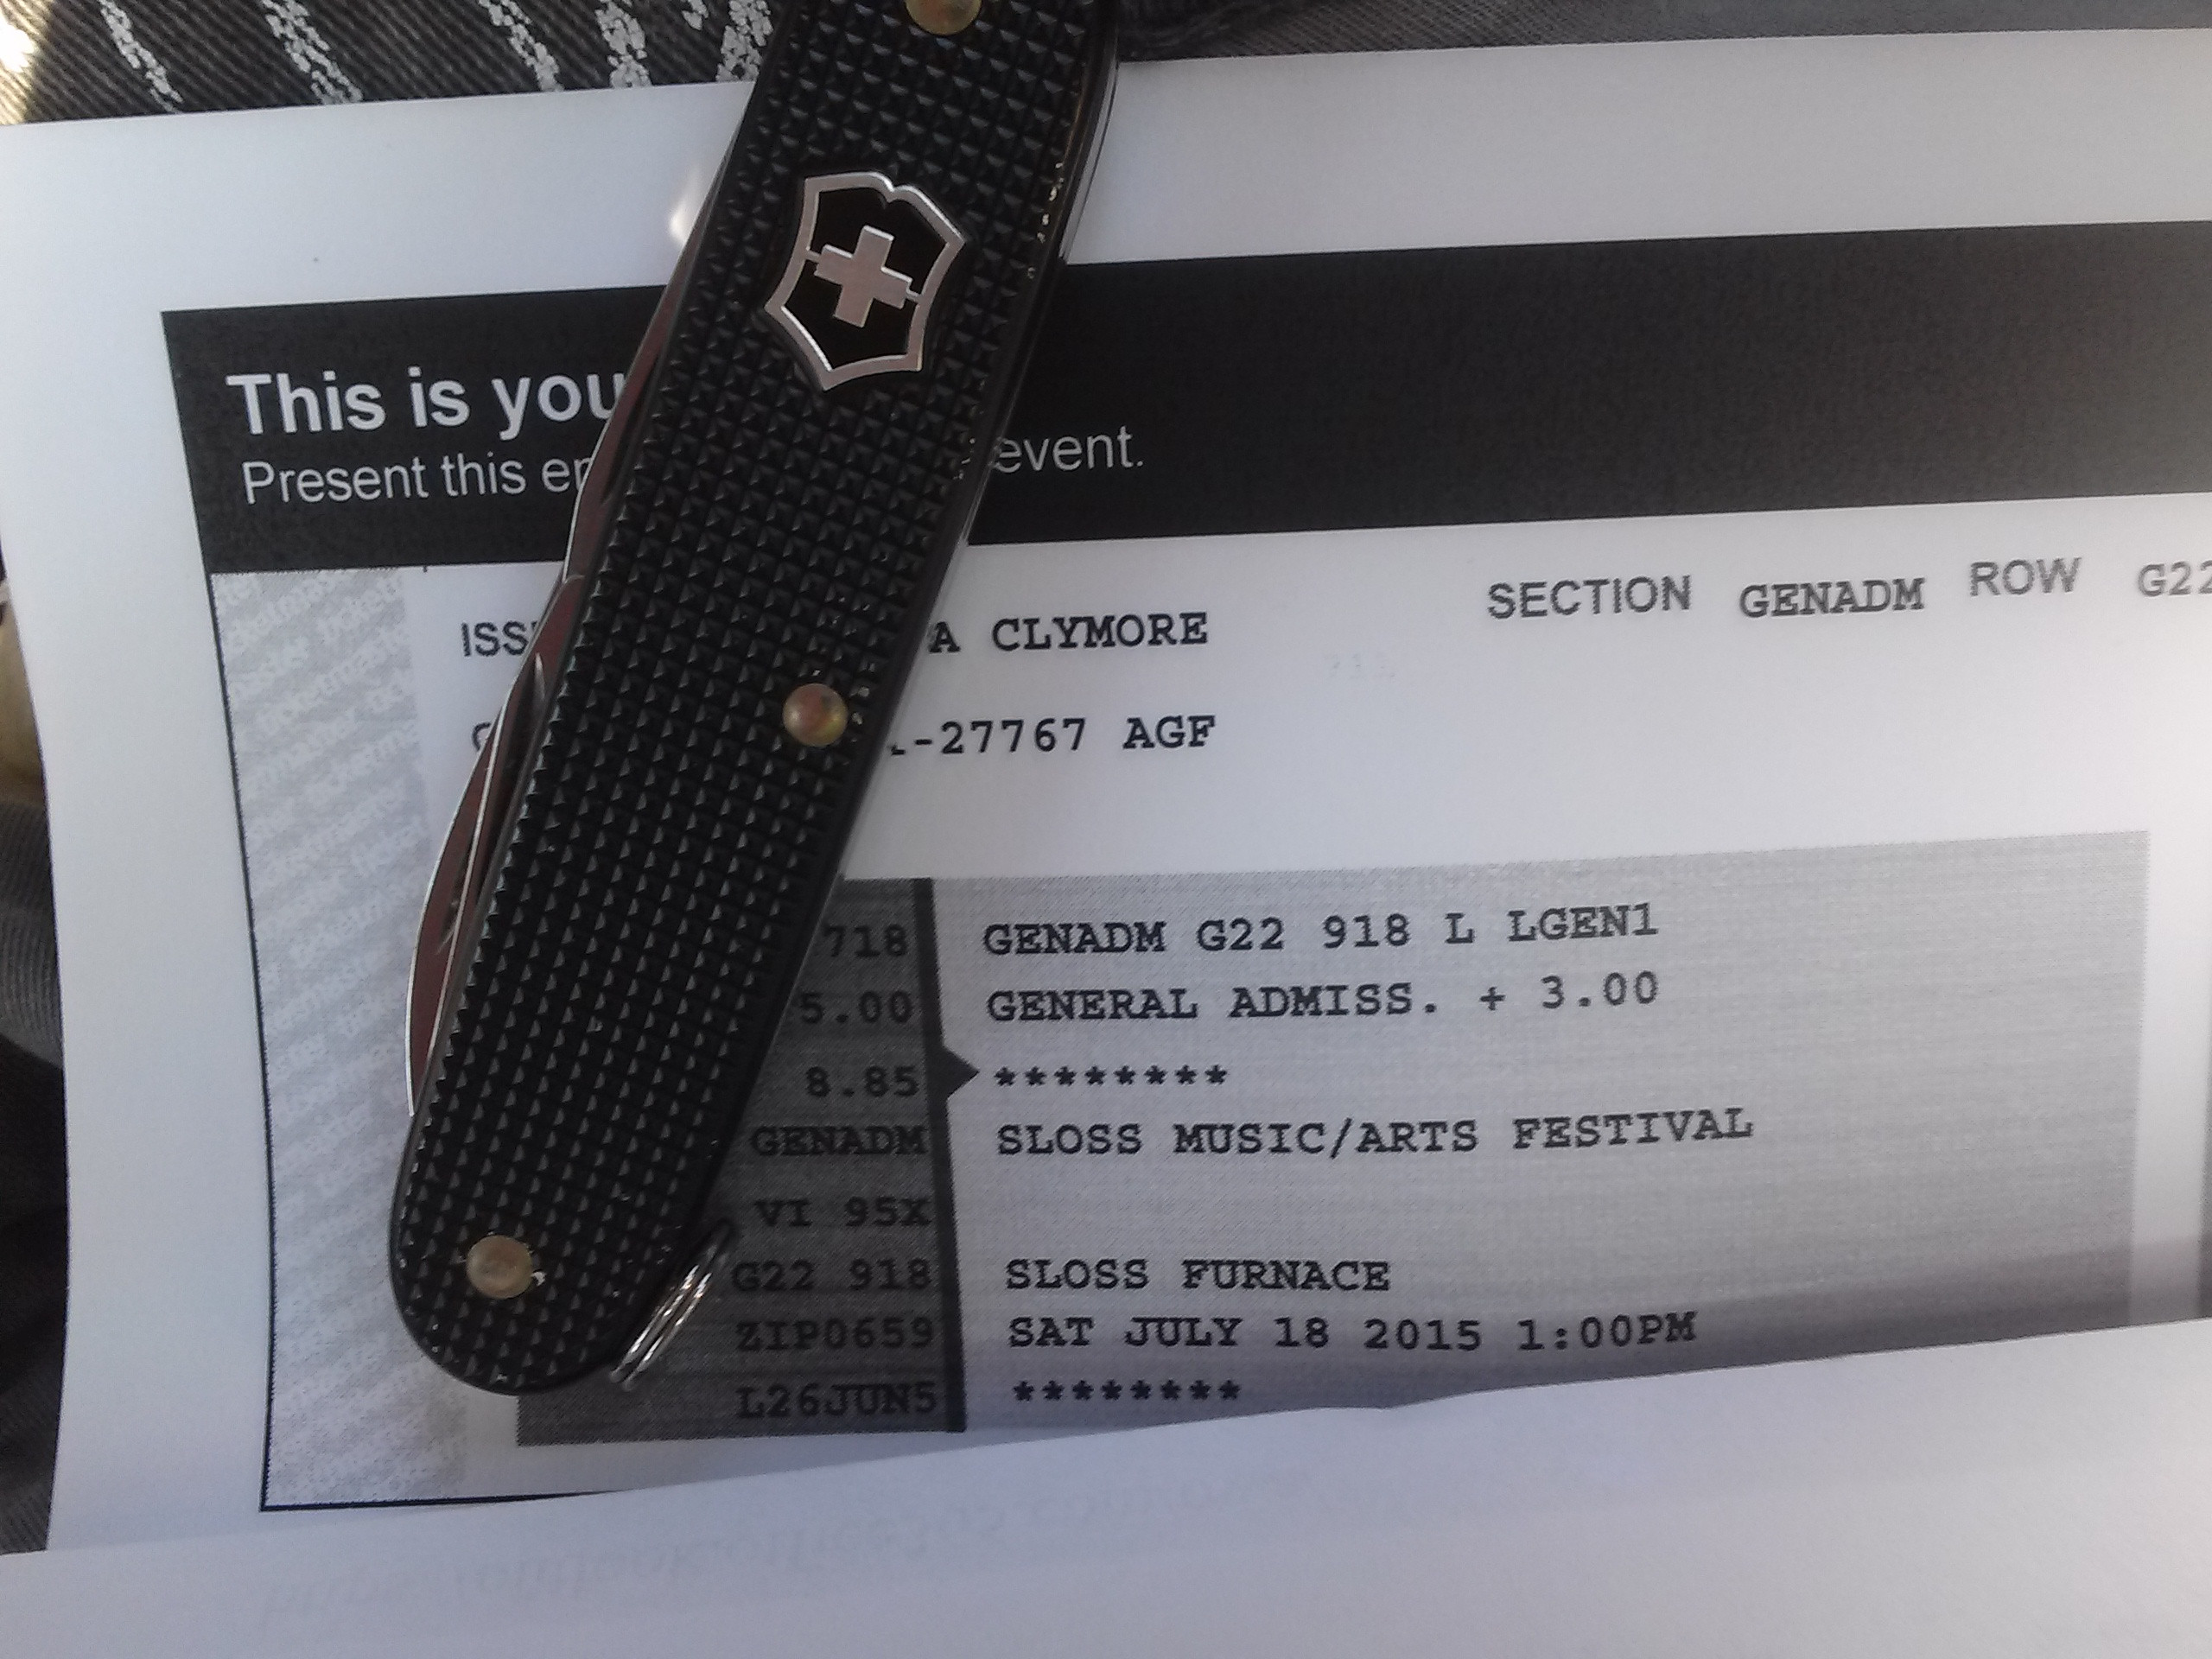 This is you
Present this en event.
ISSU A CLYMORE SECTION GENADM ROW G22
-27767 AGF
718 GENADM G22 918 L LGEN1
5.00 GENERAL ADMISS. + 3.00
8.85 ********
GENADM SLOSS MUSIC/ARTS FESTIVAL
VI 95X
G22 918 SLOSS FURNACE
ZIP0659 SAT JULY 18 2015 1:00PM
L26JUN5 ********